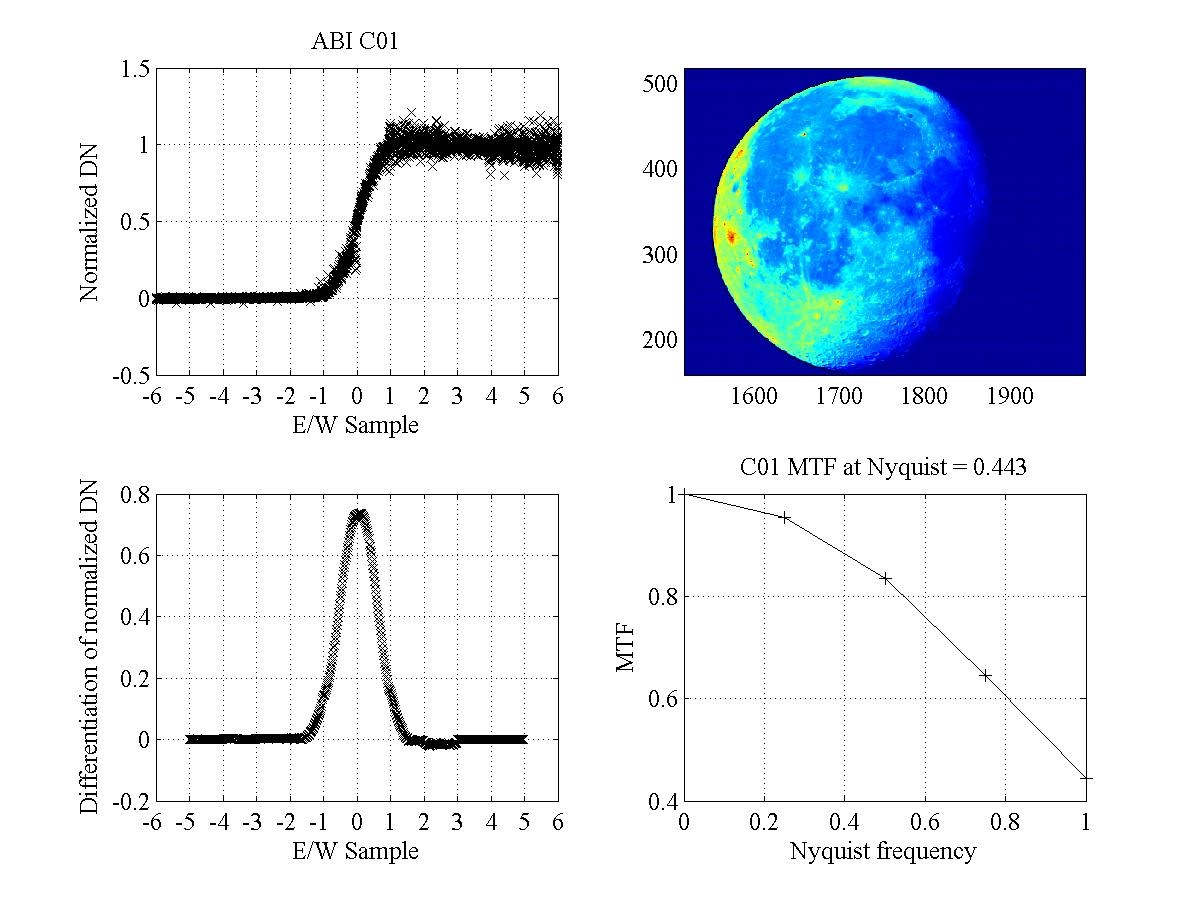 ABI C01
1.5
1
0.5
0
-0.5
Normalized DN
-6 -5 -4 -3 -2 -1 0 1 2 3 4 5 6
E/W Sample
500
400
300
200
1600 1700 1800 1900
0.8
0.6
0.4
0.2
0
-0.2
Differentiation of normalized DN
-6 -5 -4 -3 -2 -1 0 1 2 3 4 5 6
E/W Sample
C01 MTF at Nyquist = 0.443
1
0.8
0.6
0.4
MTF
0 0.2 0.4 0.6 0.8 1
Nyquist frequency